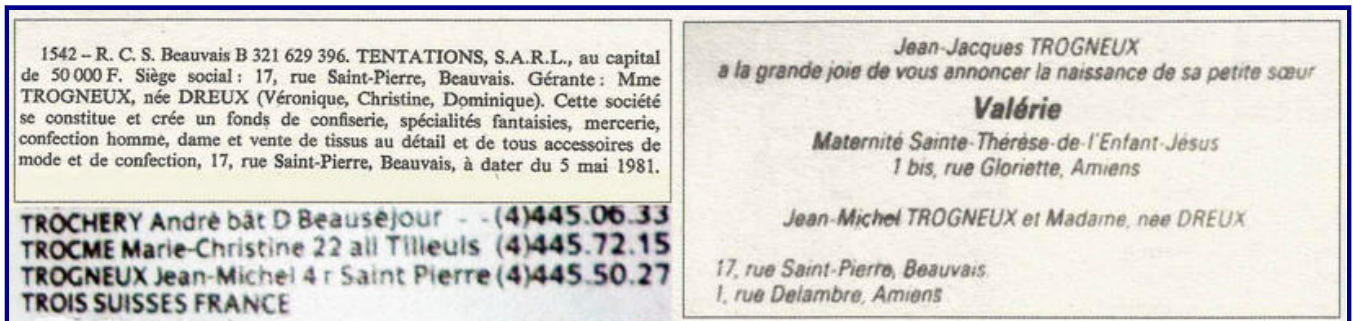 1542 – R. C. S. Beauvais B 321 629 396. TENTATIONS, S.A.R.L., au capital
de 50 000 F. Siège social : 17, rue Saint-Pierre, Beauvais. Gérante : Mme
TROGNEUX, née DREUX (Véronique, Christine, Dominique). Cette société
se constitue et crée un fonds de confiserie, spécialités fantaisies, mercerie,
confection homme, dame et vente de tissus au détail et de tous accessoires de
mode et de confection, 17, rue Saint-Pierre, Beauvais, à dater du 5 mai 1981.
TROCHERY André bât D Beauséjour - - (4)445.06.33
TROCME Marie-Christine 22 all Tilleuls (4)445.72.15
TROGNEUX Jean-Michel 4 r Saint Pierre (4)445.50.27
TROIS SUISSES FRANCE
Jean-Jacques TROGNEUX
a la grande joie de vous annoncer la naissance de sa petite sœur
Valérie
Maternité Sainte-Thérèse-de-l'Enfant-Jésus
1 bis, rue Gloriette, Amiens
Jean-Michel TROGNEUX et Madame, née DREUX
17, rue Saint-Pierre, Beauvais.
1, rue Delambre, Amiens